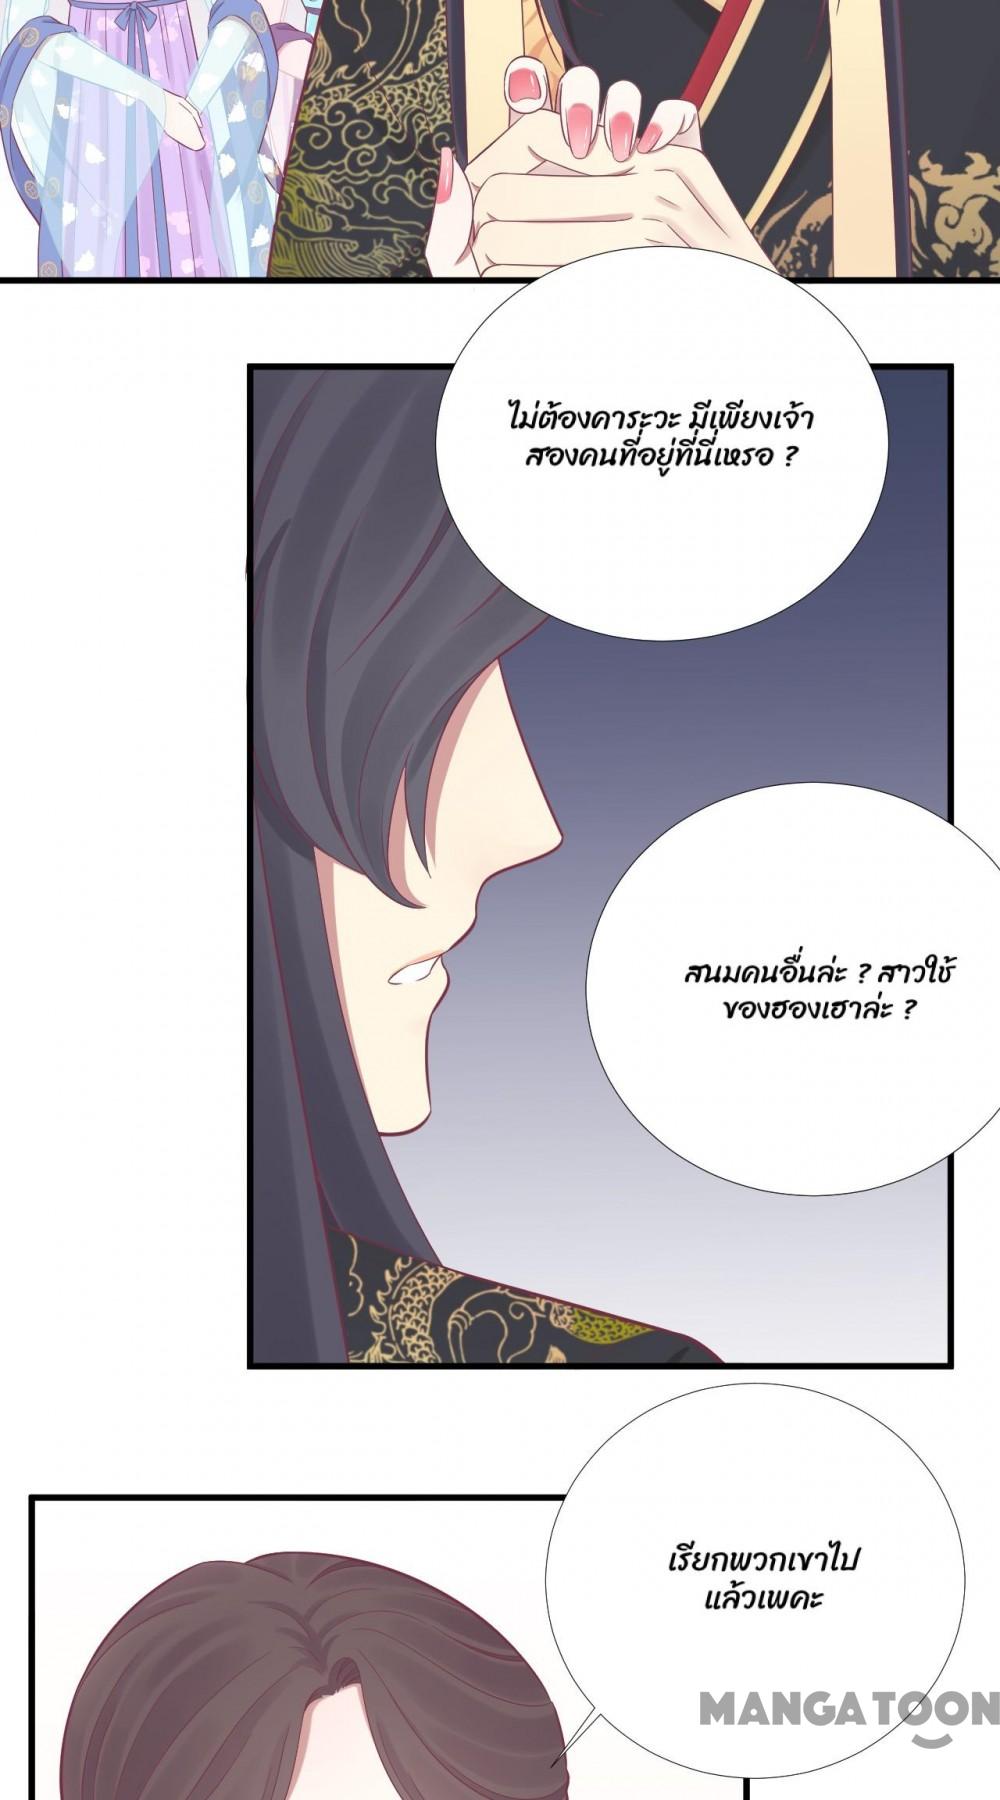 ไม่ต้องคาระวะ มีเพียงเจ้า
สองคนที่อยู่ที่นี่เหรอ ?
สนมคนอื่นล่ะ ? สาวใช้
ของฮองเฮาล่ะ ?
เรียกพวกเขาไป
แล้วเพคะ
MANGATOON